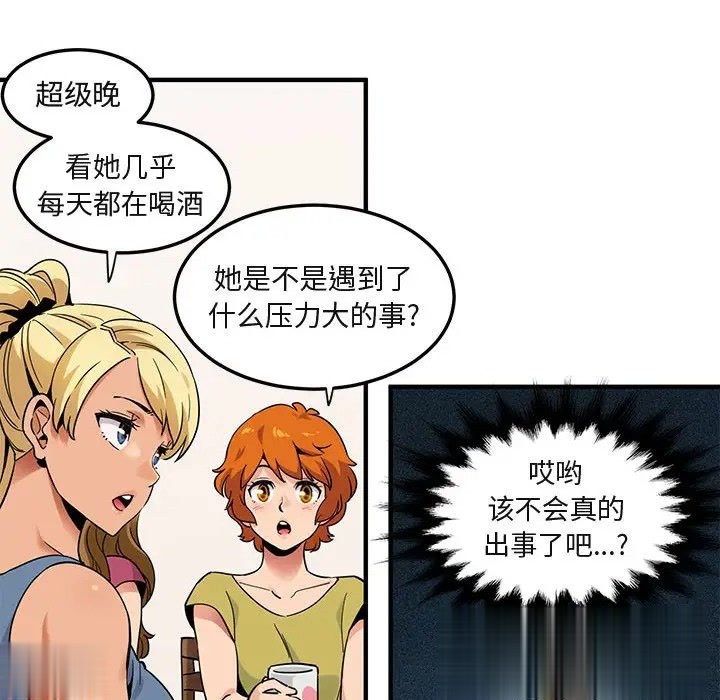 超级晚
看她几乎
每天都在喝酒
她是不是遇到了
什么压力大的事?
哎哟
该不会真的
出事了吧...?